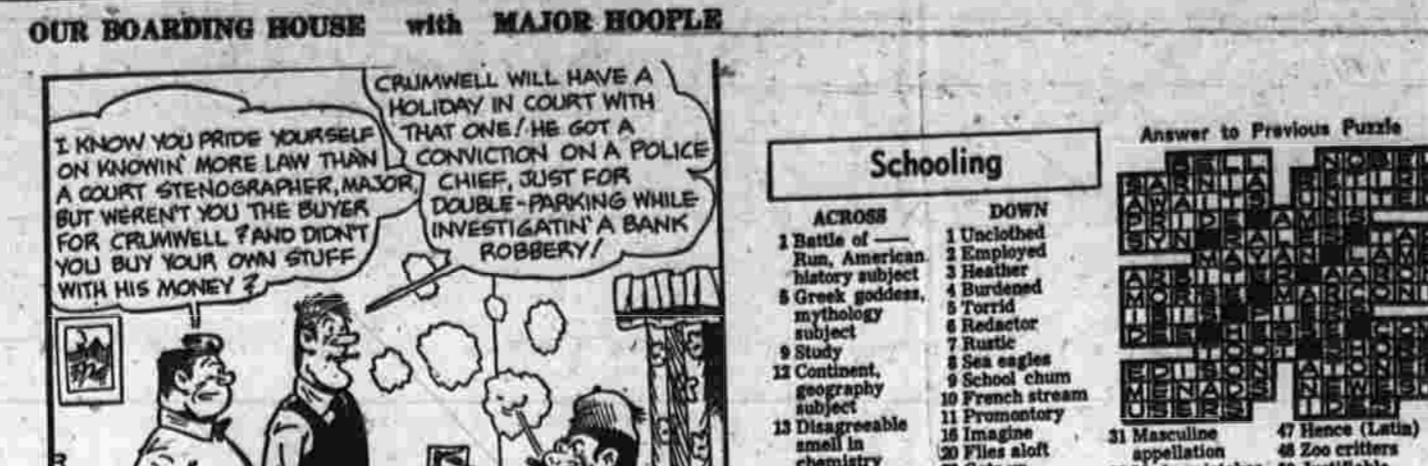 OUR BOARDING HOUSE with MAJOR HOOPLE
I KNOW YOU PRIDE YOURSELF
ON KNOWIN' MORE LAW THAN
A COURT STENOGRAPHER, MAJOR,
BUT WEREN'T YOU THE BUYER
FOR CRUMWELL? AND DIDN'T
YOU BUY YOUR OWN STUFF
WITH HIS MONEY?
CRUMWELL WILL HAVE A
HOLIDAY IN COURT WITH
THAT ONE! HE GOT A
CONVICTION ON A POLICE
CHIEF, JUST FOR
DOUBLE-PARKING WHILE
INVESTIGATIN' A BANK
ROBBERY!
Schooling
ACROSS
1 Battle of ——
Run, American
history subject
5 Greek goddess,
mythology
subject
9 Study
12 Continent,
geography
subject
13 Disagreeable
smell in
chemistry
DOWN
1 Unclothed
2 Employed
3 Heather
4 Burdened
5 Torrid
6 Redactor
7 Rustic
8 Sea eagles
9 School chum
10 French stream
11 Promontory
16 Imagine
20 Flies aloft
Answer to Previous Puzzle
31 Masculine
appellation
47 Hence (Latin)
48 Zoo critters